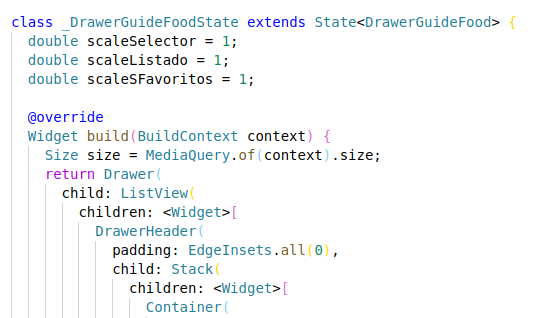 class _DrawerGuideFoodState extends State<DrawerGuideFood> {
  double scaleSelector = 1;
  double scaleListado = 1;
  double scaleSFavoritos = 1;

  @override
  Widget build(BuildContext context) {
    Size size = MediaQuery.of(context).size;
    return Drawer(
      child: ListView(
        children: <Widget>[
          DrawerHeader(
            padding: EdgeInsets.all(0),
            child: Stack(
              children: <Widget>[
                Container(